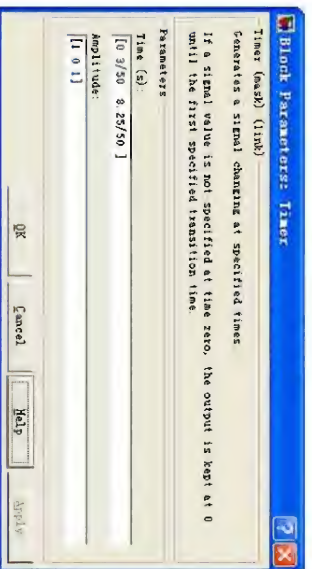 Block Parameters: Timer
Timer (mask) (link)
Generates a signal changing at specified times
If a signal value is not specified at time zero, the output is kept at 0
until the first specified transition time.
Parameters
Time (s):
[0 3/50 8.25/50 ]
Amplitude:
[1 0 1]
OK
Cancel
Help
Apply